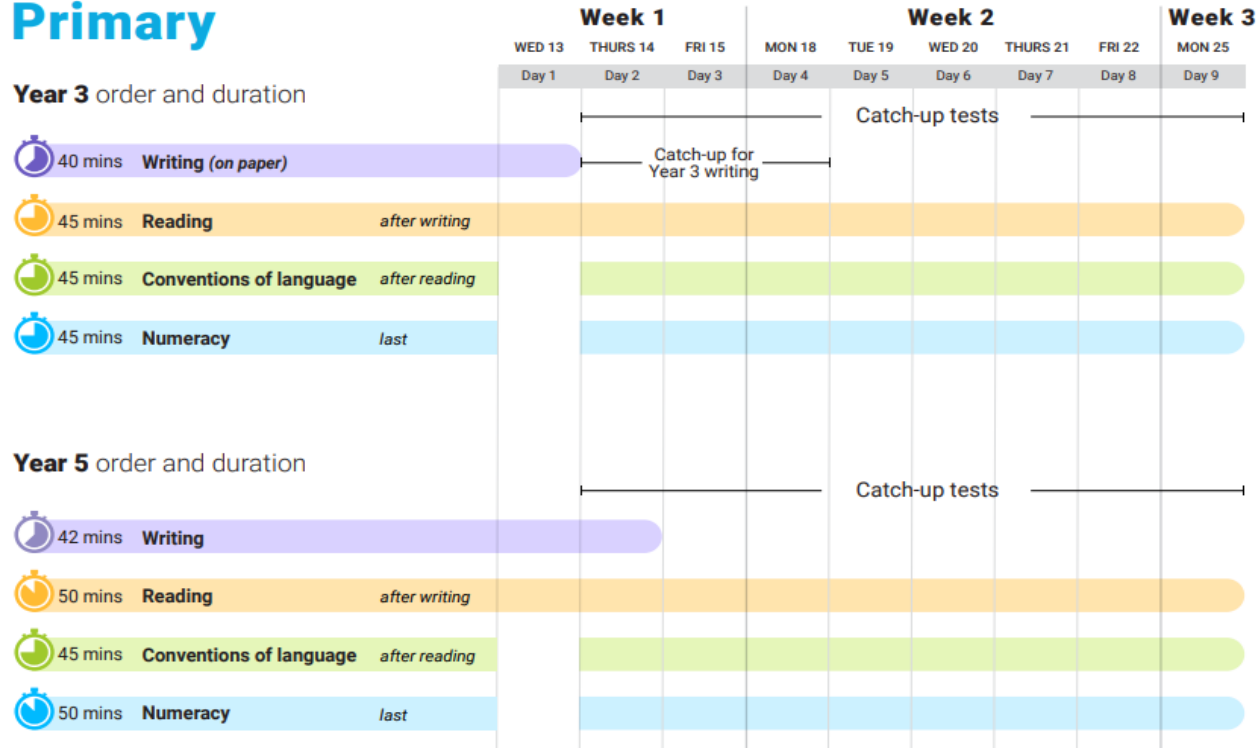 Primary
Week 1 Week 2 Week 3
WED 13 THURS 14 FRI 15 MON 18 TUE 19 WED 20 THURS 21 FRI 22 MON 25
Day 1 Day 2 Day 3 Day 4 Day 5 Day 6 Day 7 Day 8 Day 9
Year 3 order and duration
Catch-up tests
40 mins Writing (on paper)
Catch-up for
Year 3 writing
45 mins Reading after writing
45 mins Conventions of language after reading
45 mins Numeracy last
Year 5 order and duration
Catch-up tests
42 mins Writing
50 mins Reading after writing
45 mins Conventions of language after reading
50 mins Numeracy last